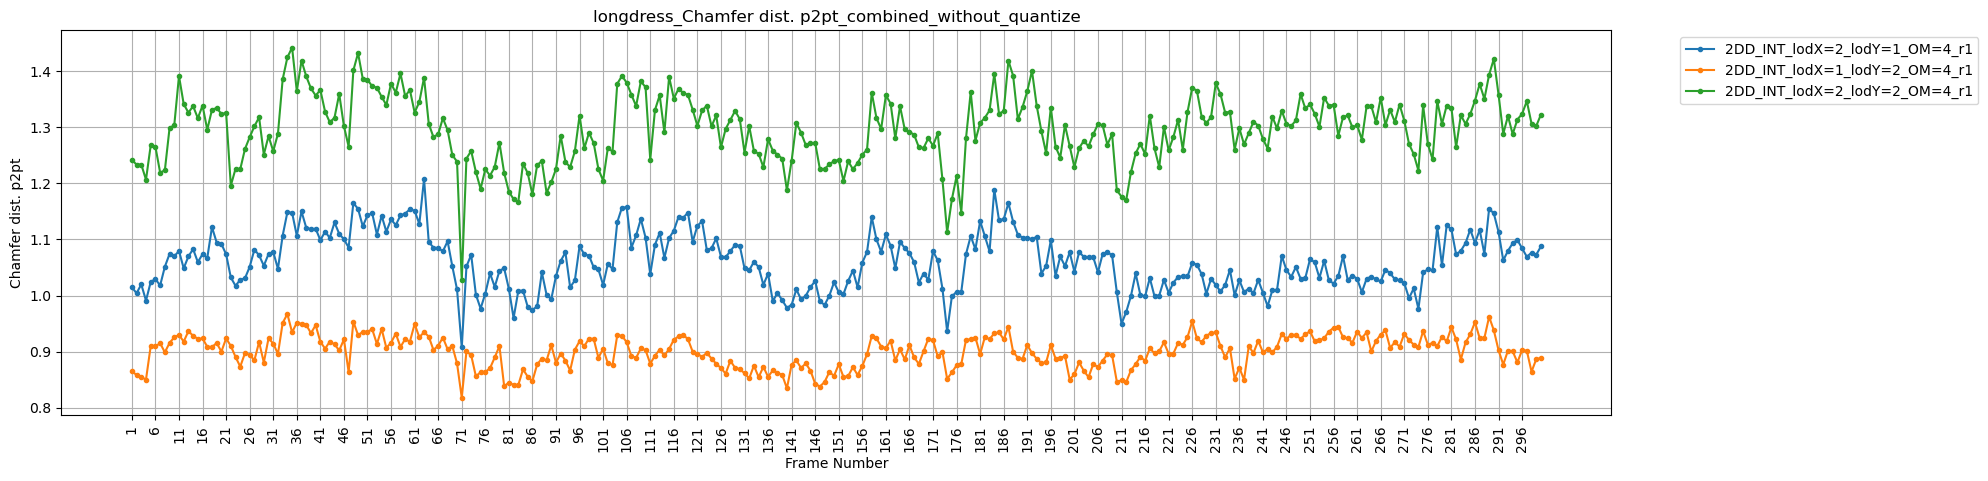 longdress_Chamfer dist. p2pt_combined_without_quantize
Chamfer dist. p2pt
1.4
1.3
1.2
1.1
1.0
0.9
0.8
1 6 11 16 21 26 31 36 41 46 51 56 61 66 71 76 81 86 91 96 101 106 111 116 121 126 131 136 141 146 151 156 161 166 171 176 181 186 191 196 201 206 211 216 221 226 231 236 241 246 251 256 261 266 271 276 281 286 291 296
Frame Number
2DD_INT_lodX=2_lodY=1_OM=4_r1
2DD_INT_lodX=1_lodY=2_OM=4_r1
2DD_INT_lodX=2_lodY=2_OM=4_r1